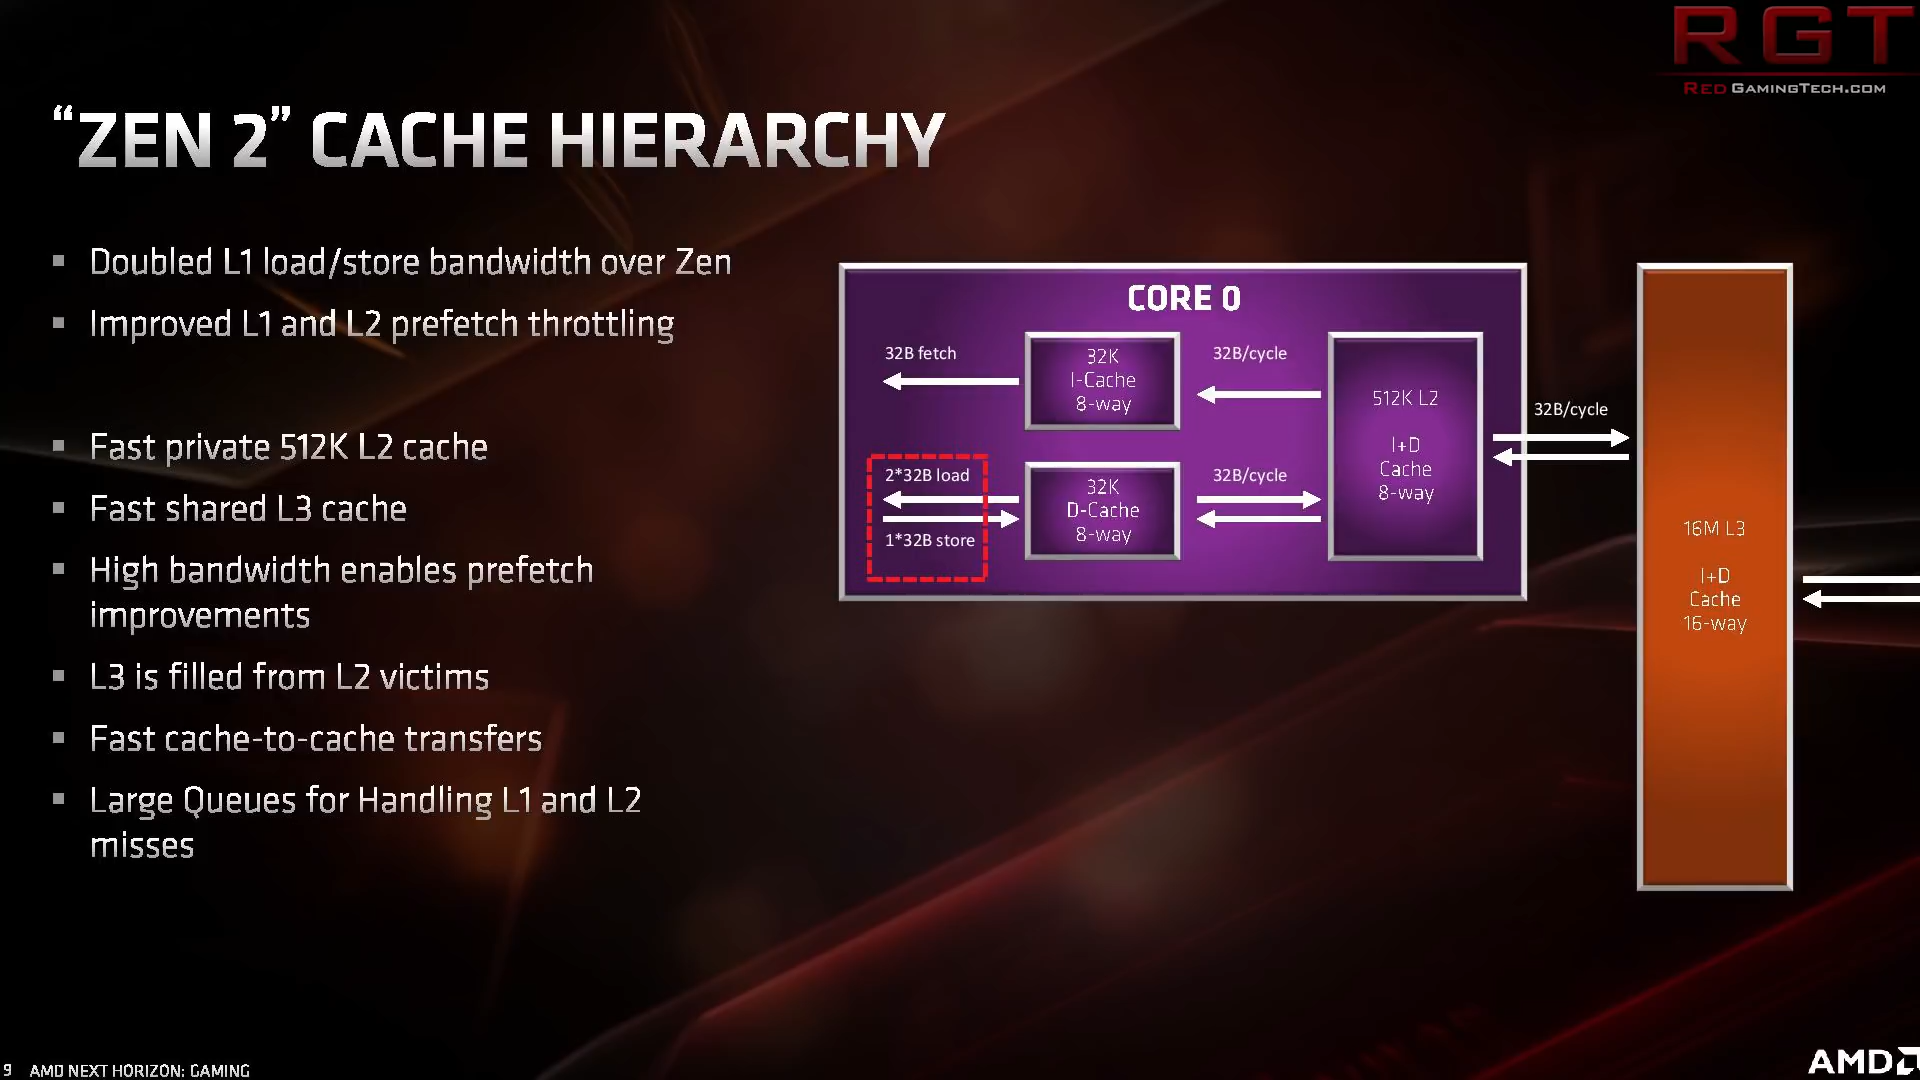 RGT
REDGAMINGTECH.COM
“ZEN 2” CACHE HIERARCHY
Doubled L1 load/store bandwidth over Zen
Improved L1 and L2 prefetch throttling
Fast private 512K L2 cache
Fast shared L3 cache
High bandwidth enables prefetch
improvements
L3 is filled from L2 victims
Fast cache-to-cache transfers
Large Queues for Handling L1 and L2
misses
CORE 0
32B fetch
32K
I-Cache
8-way
32B/cycle
2*32B load
1*32B store
32K
D-Cache
8-way
32B/cycle
512K L2
I+D
Cache
8-way
32B/cycle
16M L3
I+D
Cache
16-way
9 AMD NEXT HORIZON: GAMING
AMD